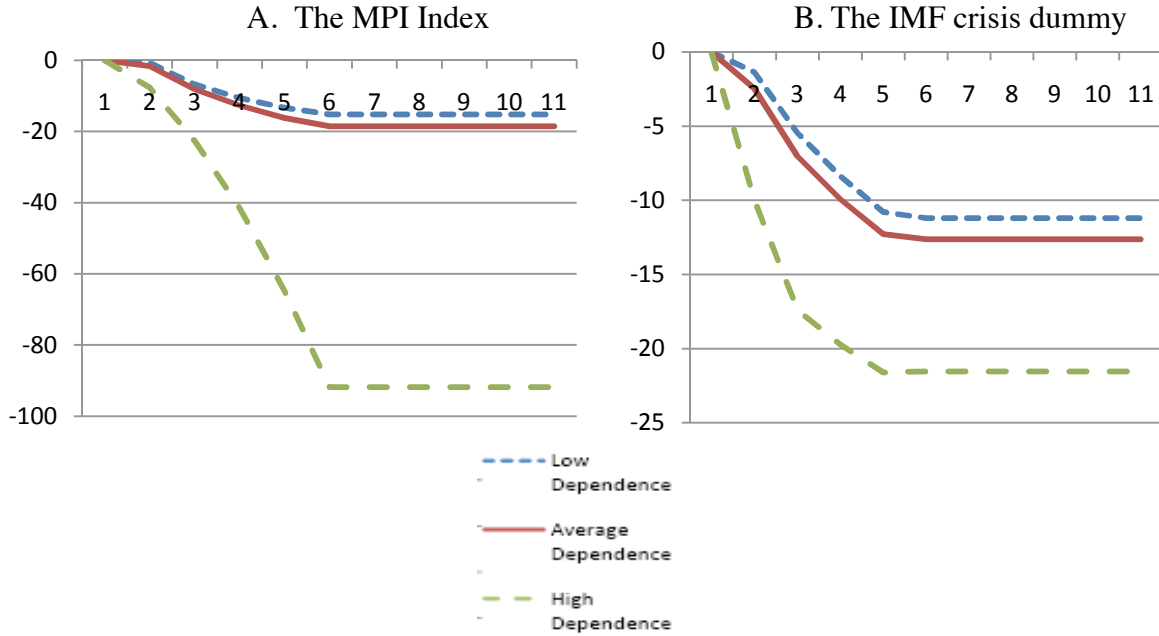 A. The MPI Index
0
-20
-40
-60
-80
-100
1 2 3 4 5 6 7 8 9 10 11
B. The IMF crisis dummy
0
-5
-10
-15
-20
-25
1 2 3 4 5 6 7 8 9 10 11
Low
Dependence
Average
Dependence
High
Dependence